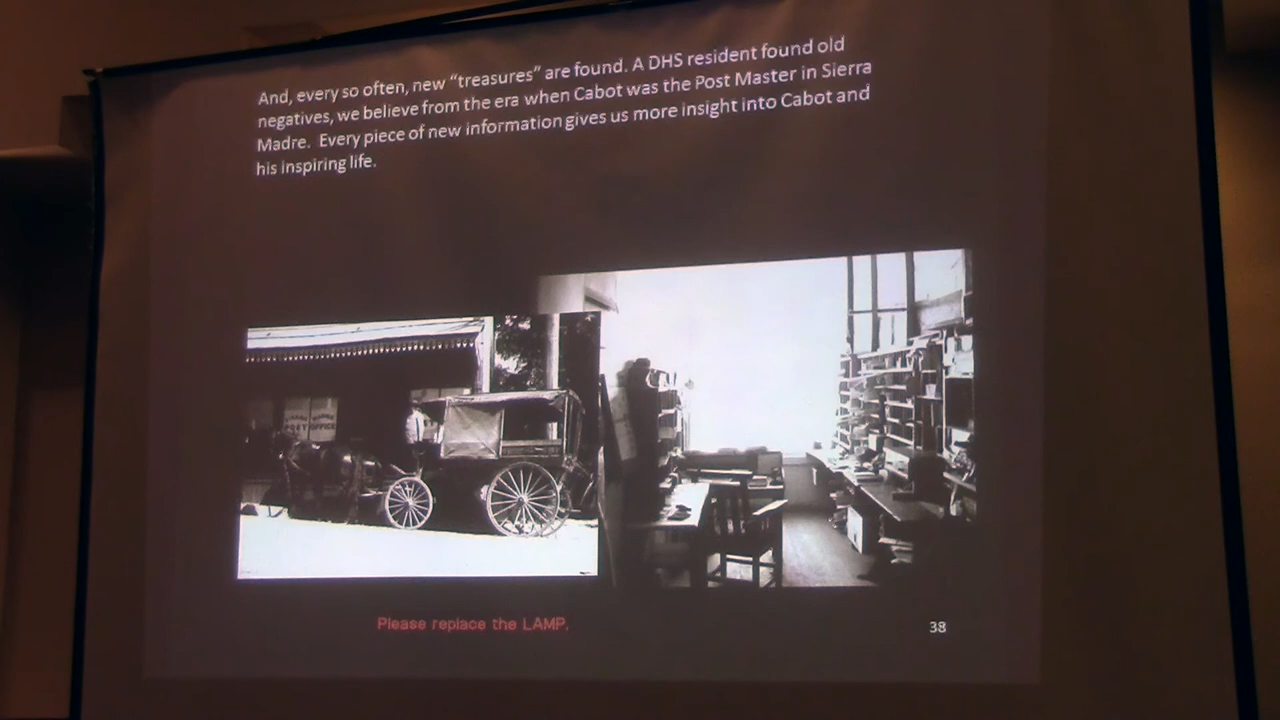 And, every so often, new “treasures” are found. A DHS resident found old
negatives, we believe from the era when Cabot was the Post Master in Sierra
Madre.  Every piece of new information gives us more insight into Cabot and
his inspiring life.
POST OFFICE
Please replace the LAMP.
38